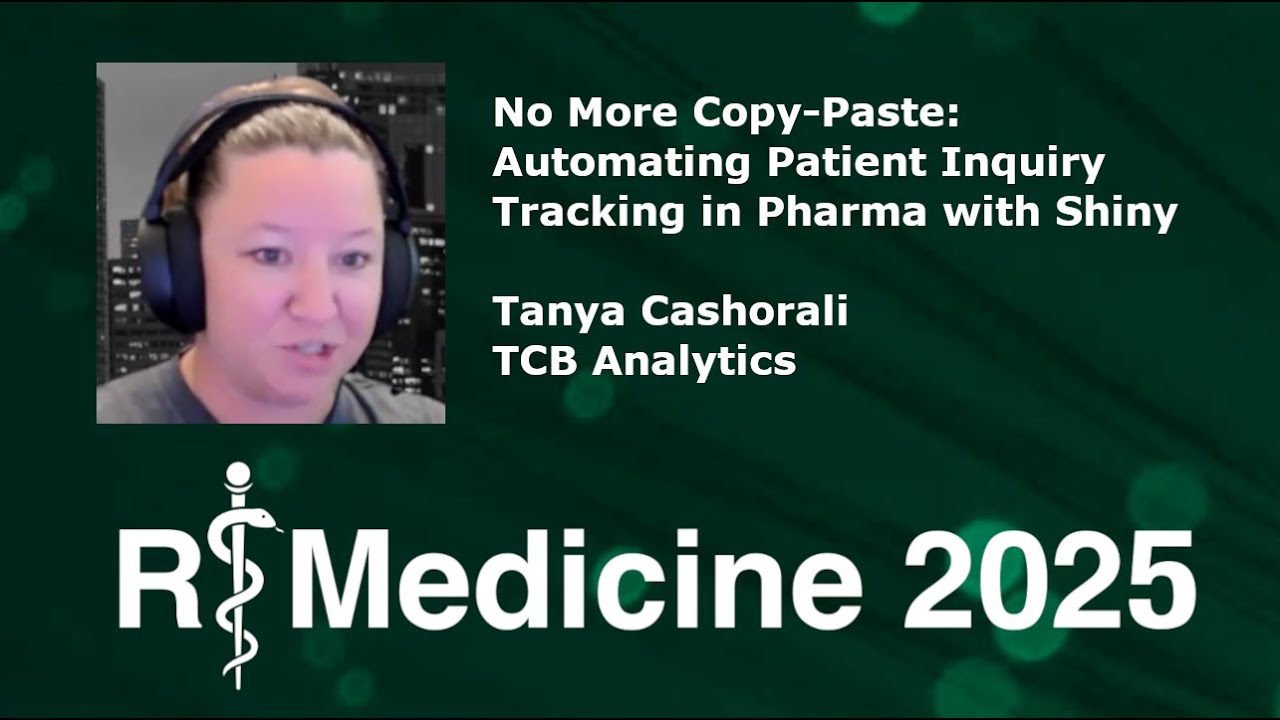 No More Copy-Paste:
Automating Patient Inquiry
Tracking in Pharma with Shiny
Tanya Cashorali
TCB Analytics
R Medicine 2025